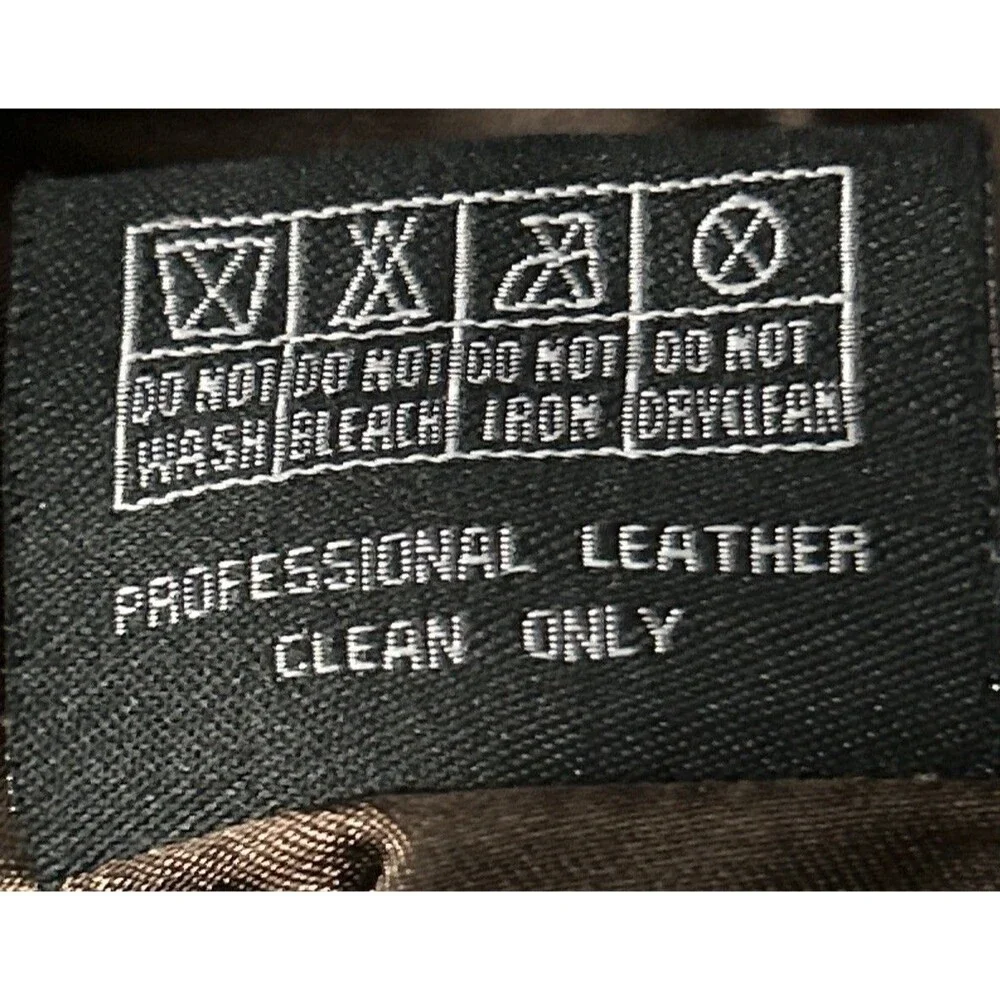 DO NOT WASH
DO NOT BLEACH
DO NOT IRON
DO NOT DRYCLEAN
PROFESSIONAL LEATHER
CLEAN ONLY